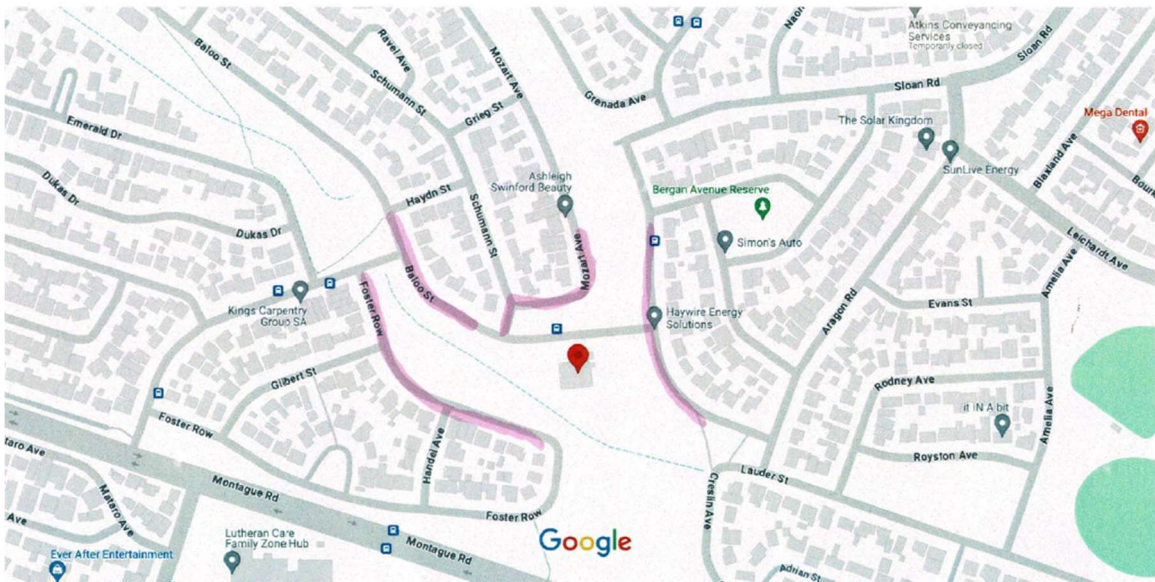 Atkins Conveyancing
Services
Temporarily closed
Ravel Ave
Mozart Ave
Baloo St
Schumann St
Grieg St
Grenada Ave
Sloan Rd
Sloan Rd
Mega Dental
The Solar Kingdom
SunLive Energy
Blaxland Ave
Emerald Dr
Ashleigh
Swinford Beauty
Bergan Avenue Reserve
Dukas Dr
Haydn St
Schumann St
Dukas Dr
Simon's Auto
Leichardt Ave
Mozart Ave
Amelia Ave
Baloo St
Foster Row
Kings Carpentry
Group SA
Haywire Energy
Solutions
Aragon Rd
Evans St
Gilbert St
Rodney Ave
it IN A bit
Amelia Ave
Foster Row
Handel Ave
Royston Ave
Mataro Ave
Montague Rd
Lauder St
Creslin Ave
Foster Row
Ave
Lutheran Care
Family Zone Hub
Montague Rd
Google
Ever After Entertainment
Adrian St